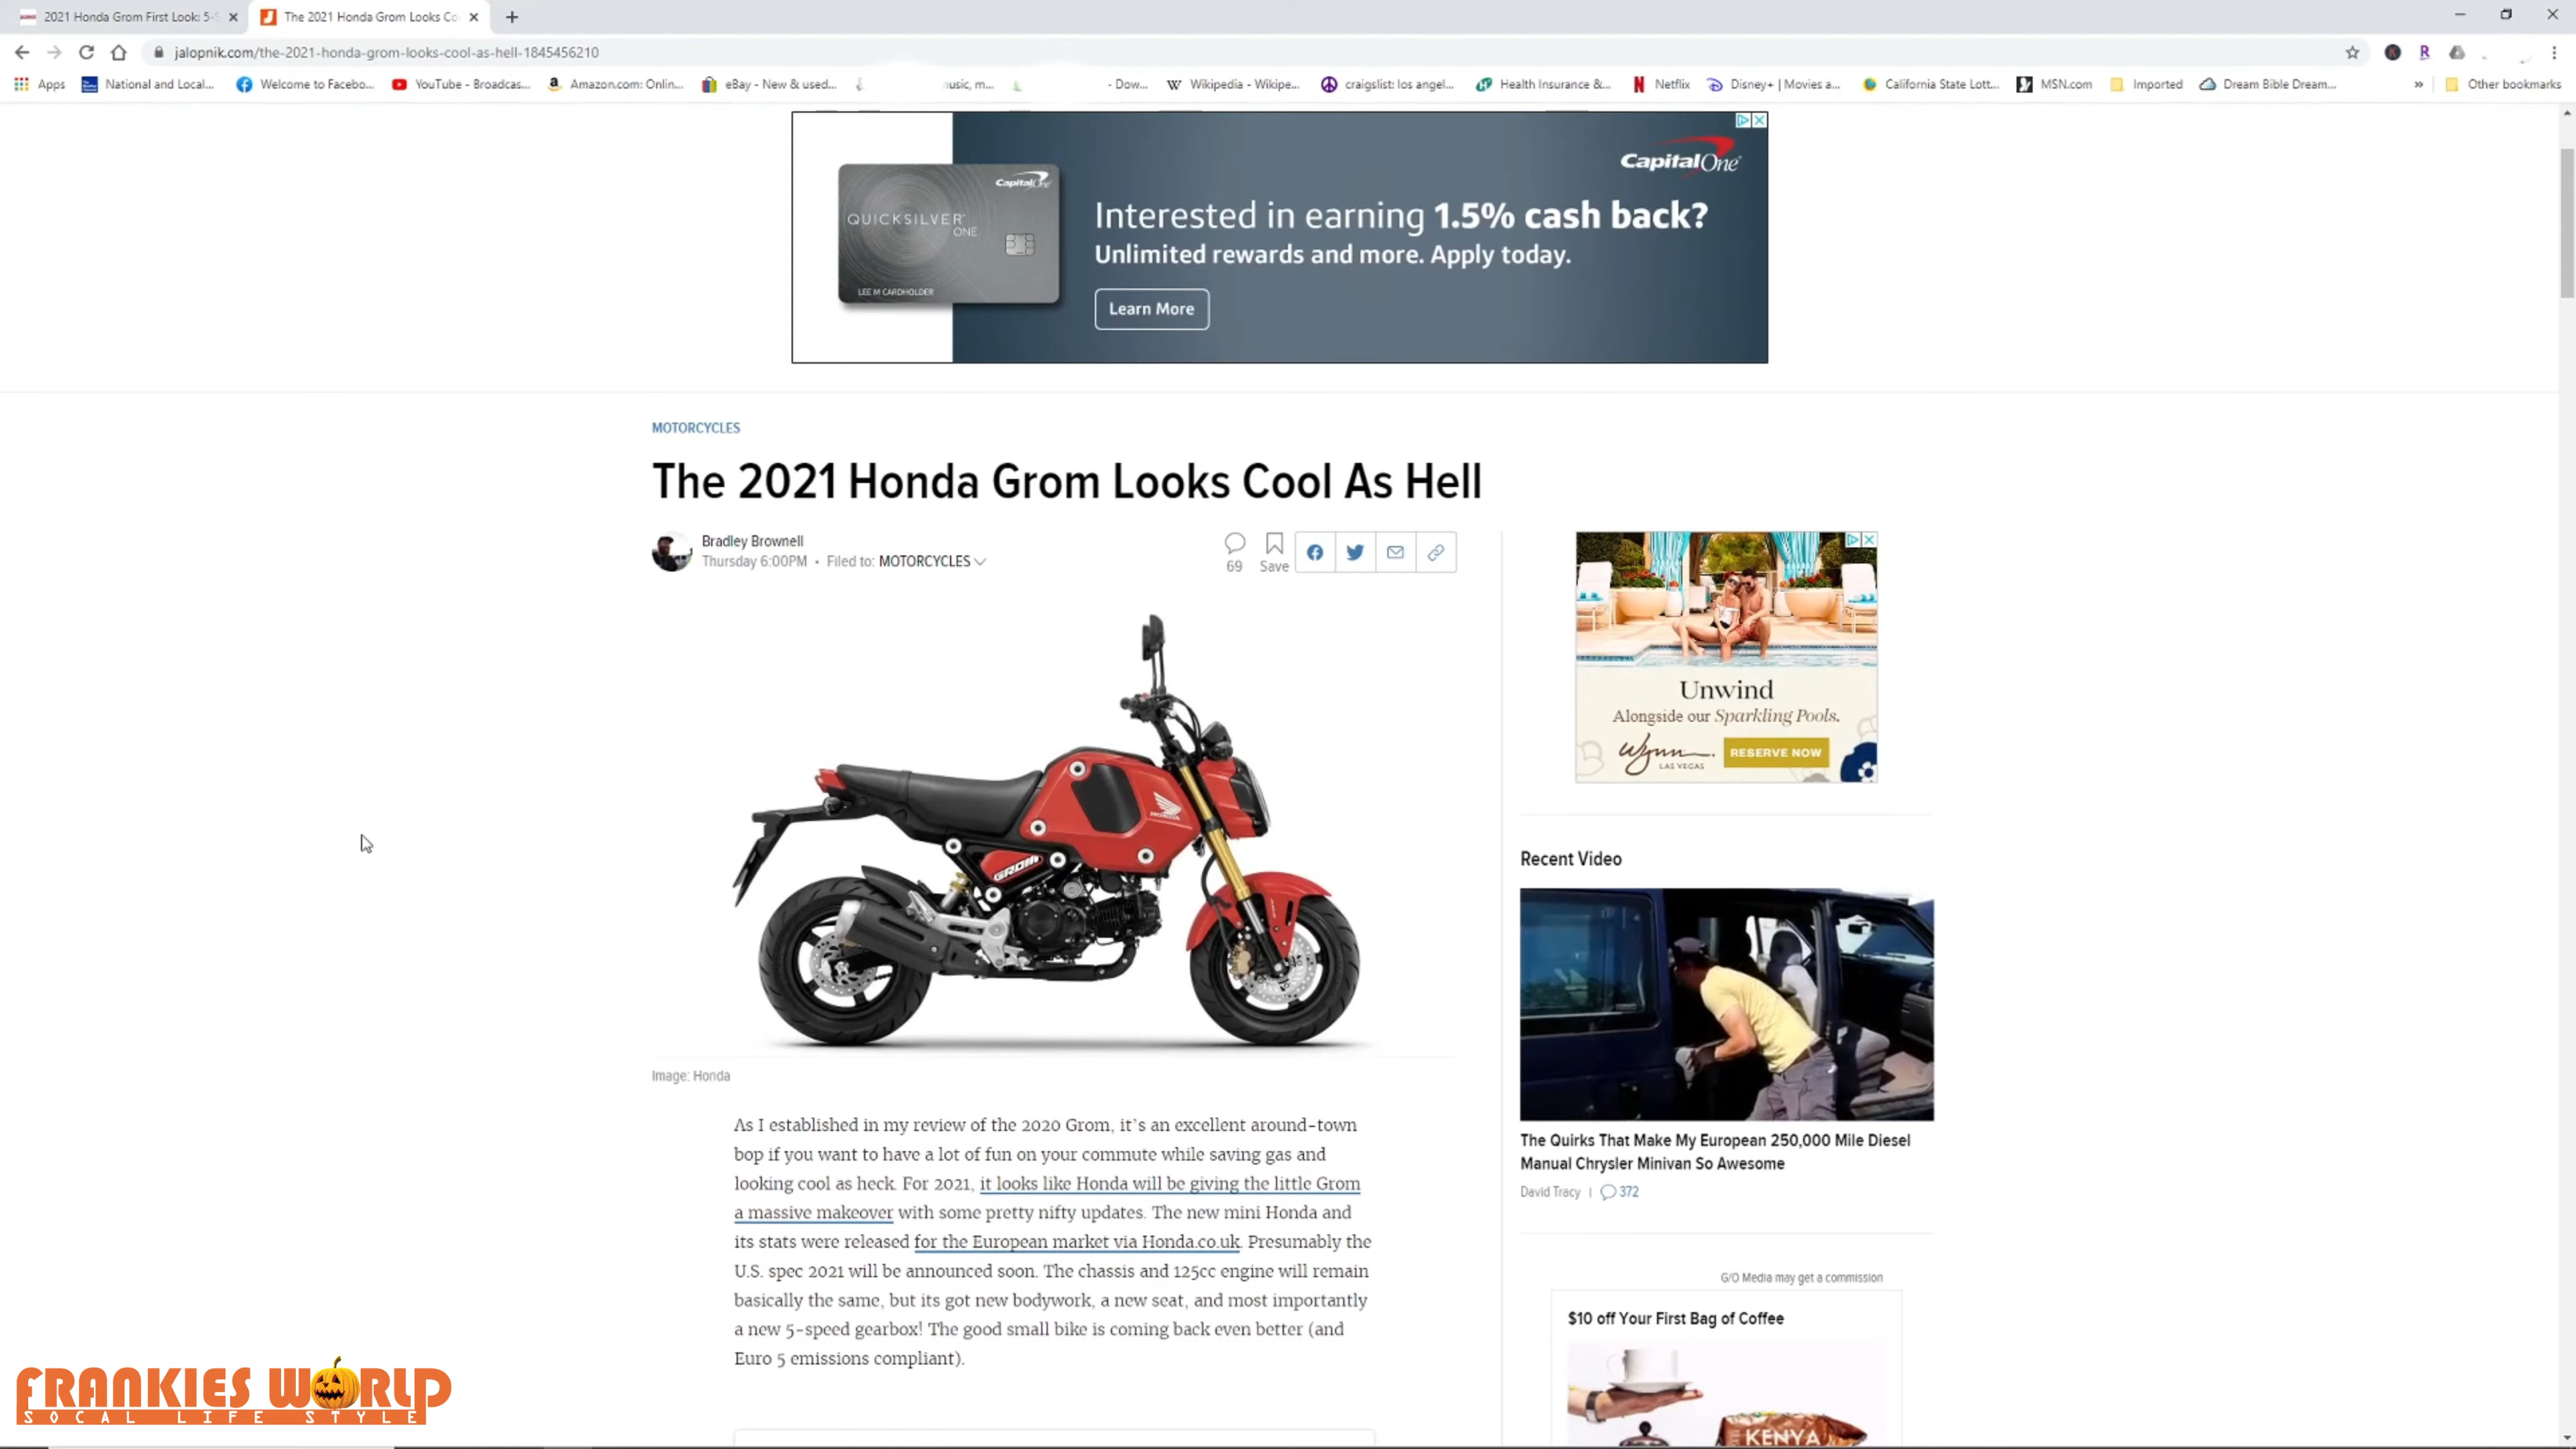 2021 Honda Grom First Look: 5-S
The 2021 Honda Grom Looks Co
jalopnik.com/the-2021-honda-grom-looks-cool-as-hell-1845456210
Apps
National and Local...
Welcome to Facebo...
YouTube - Broadcas...
Amazon.com: Onlin...
eBay - New & used...
music, m...
- Dow...
Wikipedia - Wikipe...
craigslist: los angel...
Health Insurance &...
Netflix
Disney+ | Movies a...
California State Lott...
MSN.com
Imported
Dream Bible Dream...
»
Other bookmarks
CapitalOne
CapitalOne
QUICKSILVER
ONE
LEE M CARDHOLDER
Interested in earning 1.5% cash back?
Unlimited rewards and more. Apply today.
Learn More
MOTORCYCLES
The 2021 Honda Grom Looks Cool As Hell
Bradley Brownell
Thursday 6:00PM • Filed to: MOTORCYCLES
69
Save
HONDA
GROM
Image: Honda
As I established in my review of the 2020 Grom, it's an excellent around-town
bop if you want to have a lot of fun on your commute while saving gas and
looking cool as heck. For 2021, it looks like Honda will be giving the little Grom
a massive makeover with some pretty nifty updates. The new mini Honda and
its stats were released for the European market via Honda.co.uk. Presumably the
U.S. spec 2021 will be announced soon. The chassis and 125cc engine will remain
basically the same, but its got new bodywork, a new seat, and most importantly
a new 5-speed gearbox! The good small bike is coming back even better (and
Euro 5 emissions compliant).
Unwind
Alongside our Sparkling Pools.
Wynn
LAS VEGAS
RESERVE NOW
Recent Video
The Quirks That Make My European 250,000 Mile Diesel
Manual Chrysler Minivan So Awesome
David Tracy | 372
G/O Media may get a commission
$10 off Your First Bag of Coffee
KENYA
FRANKIES WORLD
SOCAL LIFE STYLE